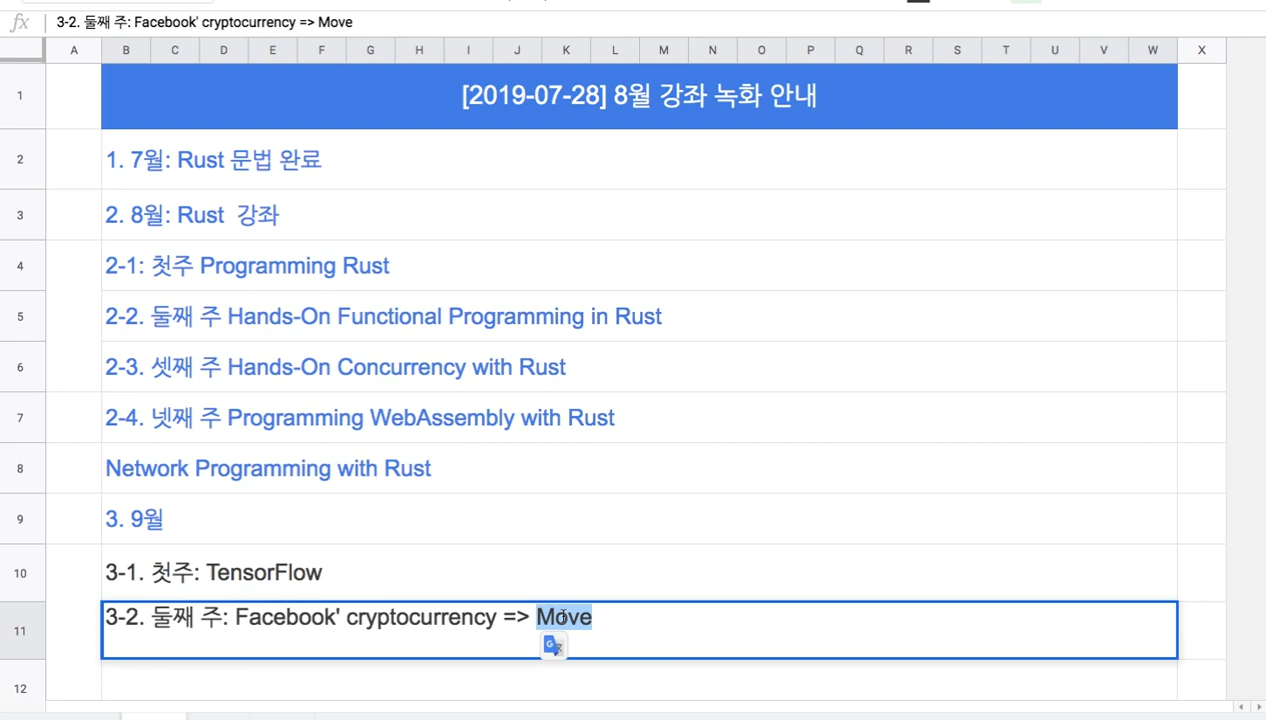 fx 3-2. 둘째 주: Facebook' cryptocurrency => Move
A B C D E F G H I J K L M N O P Q R S T U V W X
1 [2019-07-28] 8월 강좌 녹화 안내
2 1. 7월: Rust 문법 완료
3 2. 8월: Rust 강좌
4 2-1: 첫주 Programming Rust
5 2-2. 둘째 주 Hands-On Functional Programming in Rust
6 2-3. 셋째 주 Hands-On Concurrency with Rust
7 2-4. 넷째 주 Programming WebAssembly with Rust
8 Network Programming with Rust
9 3. 9월
10 3-1. 첫주: TensorFlow
11 3-2. 둘째 주: Facebook' cryptocurrency => Move
12